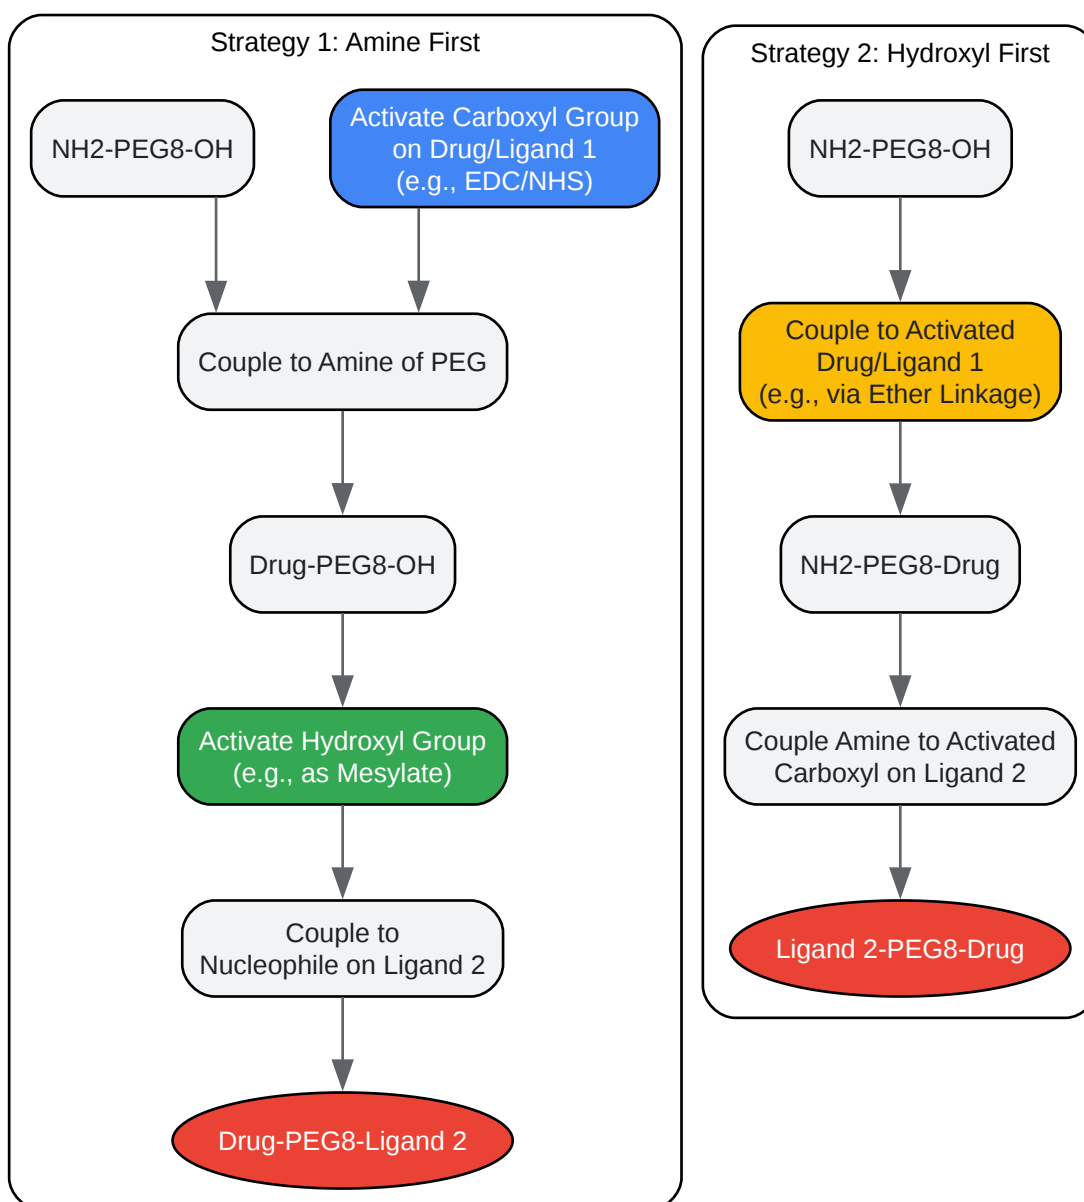 Strategy 1: Amine First
NH2-PEG8-OH
Activate Carboxyl Group
on Drug/Ligand 1
(e.g., EDC/NHS)
Couple to Amine of PEG
Drug-PEG8-OH
Activate Hydroxyl Group
(e.g., as Mesylate)
Couple to
Nucleophile on Ligand 2
Drug-PEG8-Ligand 2
Strategy 2: Hydroxyl First
NH2-PEG8-OH
Couple to Activated
Drug/Ligand 1
(e.g., via Ether Linkage)
NH2-PEG8-Drug
Couple Amine to Activated
Carboxyl on Ligand 2
Ligand 2-PEG8-Drug